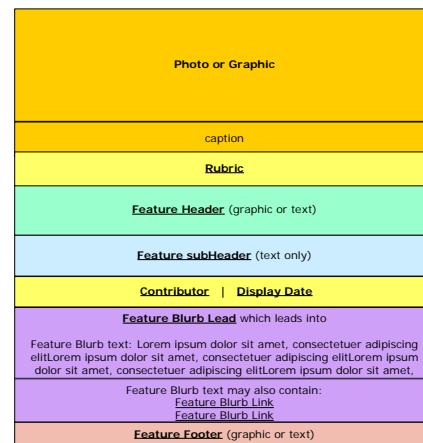 Photo or Graphic
caption
Rubric
Feature Header (graphic or text)
Feature subHeader (text only)
Contributor | Display Date
Feature Blurb Lead which leads into
Feature Blurb text: Lorem ipsum dolor sit amet, consectetuer adipiscing
elitLorem ipsum dolor sit amet, consectetuer adipiscing elitLorem ipsum
dolor sit amet, consectetuer adipiscing elitLorem ipsum dolor sit amet,
Feature Blurb text may also contain:
Feature Blurb Link
Feature Blurb Link
Feature Footer (graphic or text)